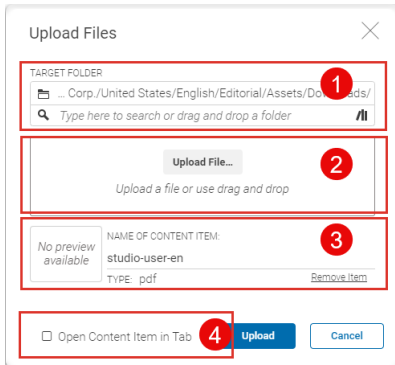 Upload Files
TARGET FOLDER
1
... Corp./United States/English/Editorial/Assets/Do ads/
Type here to search or drag and drop a folder
Upload File...
2
Upload a file or use drag and drop
No preview available
NAME OF CONTENT ITEM:
3
studio-user-en
TYPE: pdf
Remove Item
Open Content Item in Tab
4
Upload
Cancel